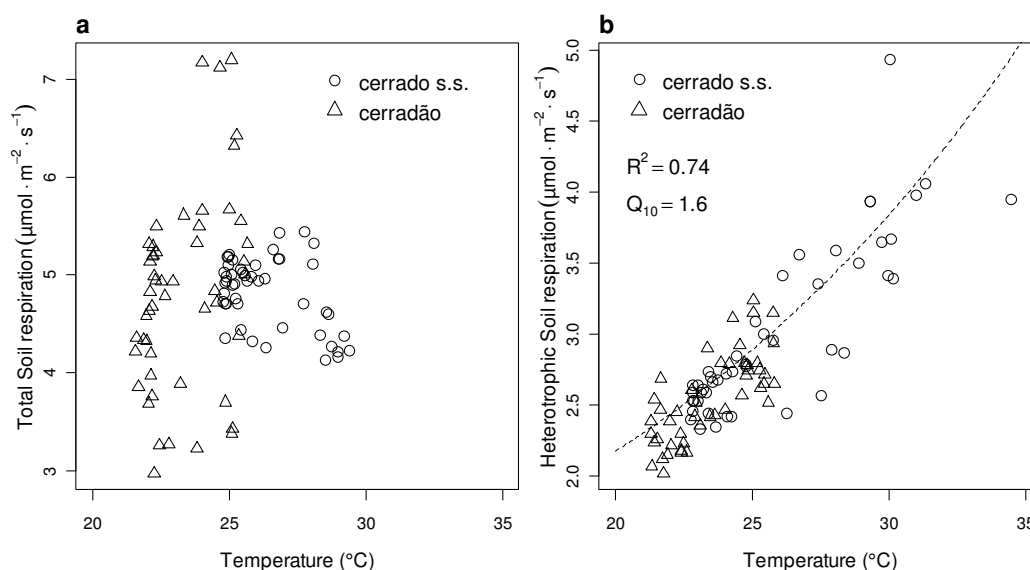 a
Total Soil respiration (µmol · m⁻² · s⁻¹)
7
6
5
4
3
cerrado s.s.
cerradão
20
25
30
35
Temperature (°C)
b
Heterotrophic Soil respiration (µmol · m⁻² · s⁻¹)
5.0
4.5
4.0
3.5
3.0
2.5
2.0
cerrado s.s.
cerradão
R² = 0.74
Q₁₀ = 1.6
20
25
30
35
Temperature (°C)